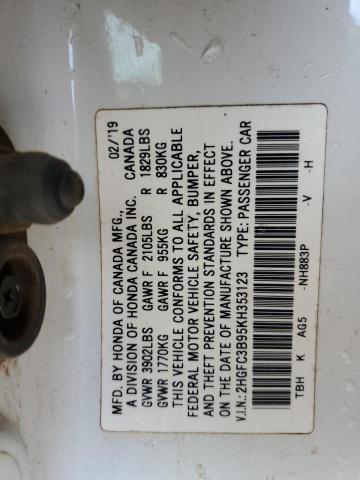 MFD. BY HONDA OF CANADA MFG., 02/'19
A DIVISION OF HONDA CANADA INC. CANADA
GVWR 3902LBS GAWR F 2105LBS R 1829LBS
GVWR 1770KG GAWR F 955KG R 830KG
THIS VEHICLE CONFORMS TO ALL APPLICABLE
FEDERAL MOTOR VEHICLE SAFETY, BUMPER,
AND THEFT PREVENTION STANDARDS IN EFFECT
ON THE DATE OF MANUFACTURE SHOWN ABOVE.
V.I.N.: 2HGFC3B95KH353123 TYPE: PASSENGER CAR
TBH K AG5 -NH883P -V -H